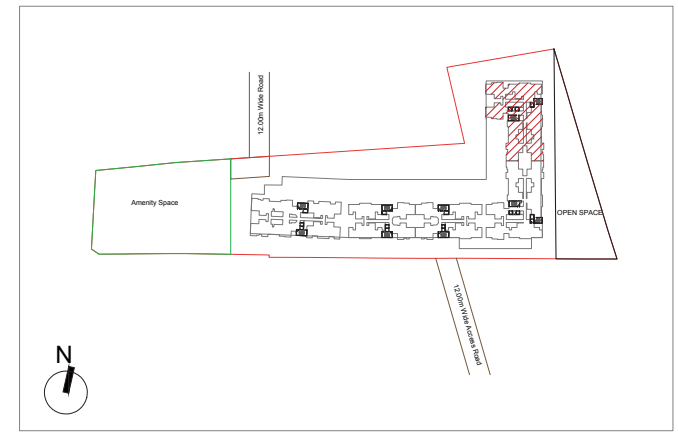 12.00m Wide Road
Amenity Space
OPEN SPACE
12.00m Wide Access Road
N